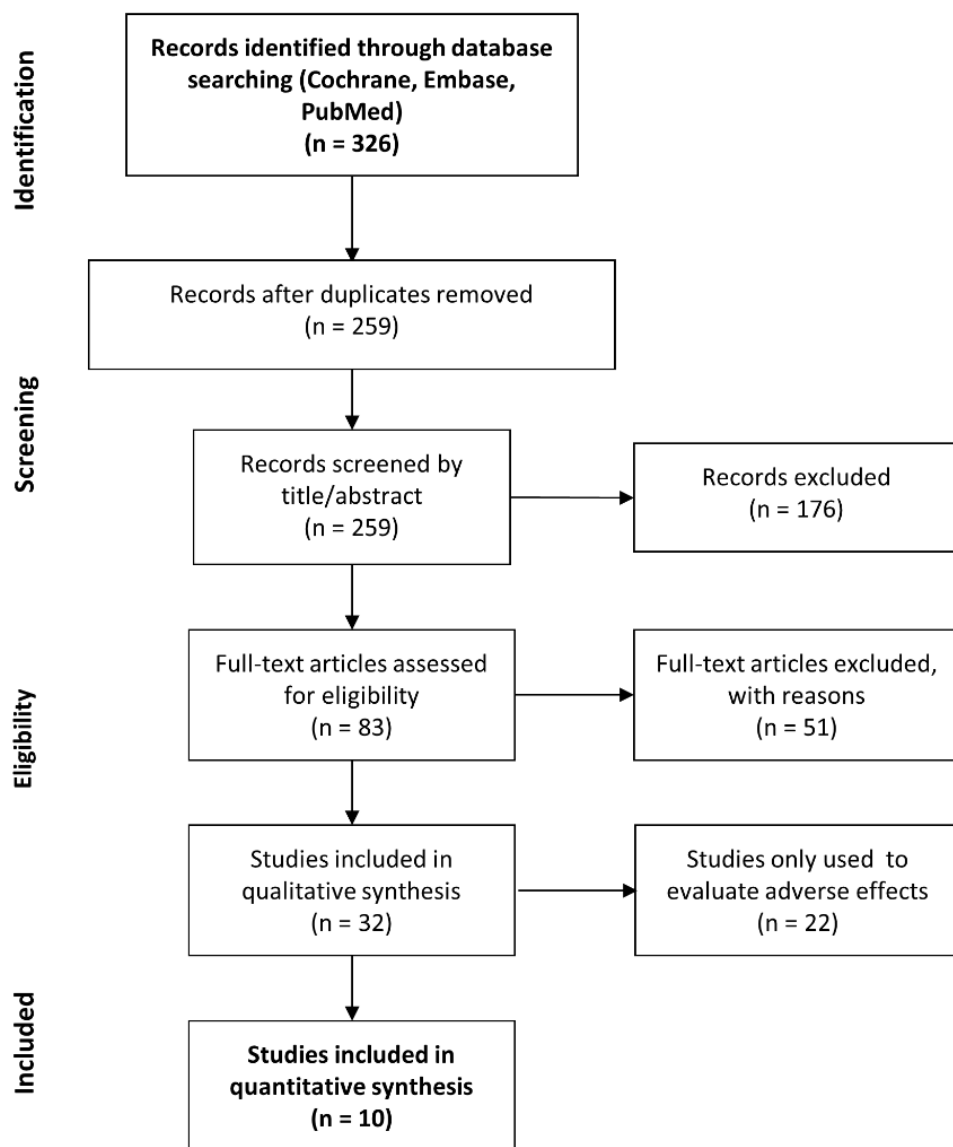 Identification
Records identified through database
searching (Cochrane, Embase,
PubMed)
(n = 326)
Records after duplicates removed
(n = 259)
Screening
Records screened by
title/abstract
(n = 259)
Records excluded
(n = 176)
Eligibility
Full-text articles assessed
for eligibility
(n = 83)
Full-text articles excluded,
with reasons
(n = 51)
Studies included in
qualitative synthesis
(n = 32)
Studies only used to
evaluate adverse effects
(n = 22)
Included
Studies included in
quantitative synthesis
(n = 10)